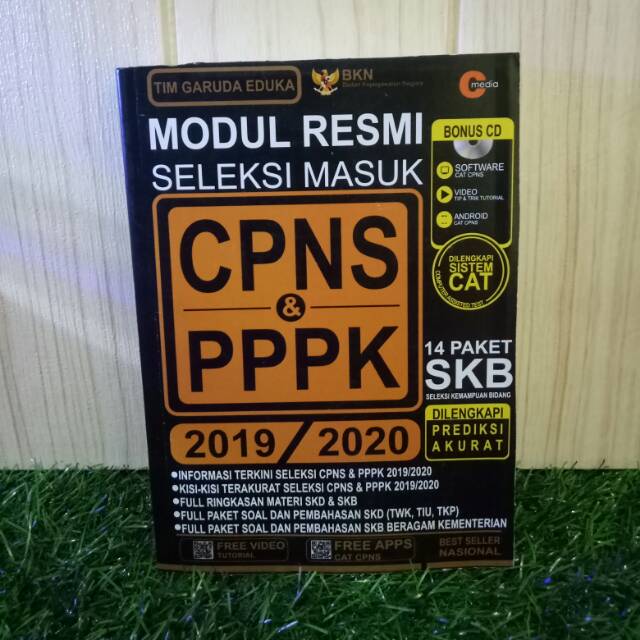 TIM GARUDA EDUKA
BKN
Badan Kepegawaian Negara
C media
MODUL RESMI
SELEKSI MASUK
CPNS
&
PPPK
2019/2020
BONUS CD
SOFTWARE
CAT CPNS
VIDEO
TIP & TRIK TUTORIAL
ANDROID
CAT CPNS
DILENGKAPI
SISTEM
CAT
COMPUTER ASSISTED TEST
14 PAKET
SKB
SELEKSI KEMAMPUAN BIDANG
DILENGKAPI
PREDIKSI
AKURAT
•INFORMASI TERKINI SELEKSI CPNS & PPPK 2019/2020
•KISI-KISI TERAKURAT SELEKSI CPNS & PPPK 2019/2020
•FULL RINGKASAN MATERI SKD & SKB
•FULL PAKET SOAL DAN PEMBAHASAN SKD (TWK, TIU, TKP)
•FULL PAKET SOAL DAN PEMBAHASAN SKB BERAGAM KEMENTERIAN
FREE VIDEO
TUTORIAL
FREE APPS
CAT CPNS
BEST SELLER
NASIONAL